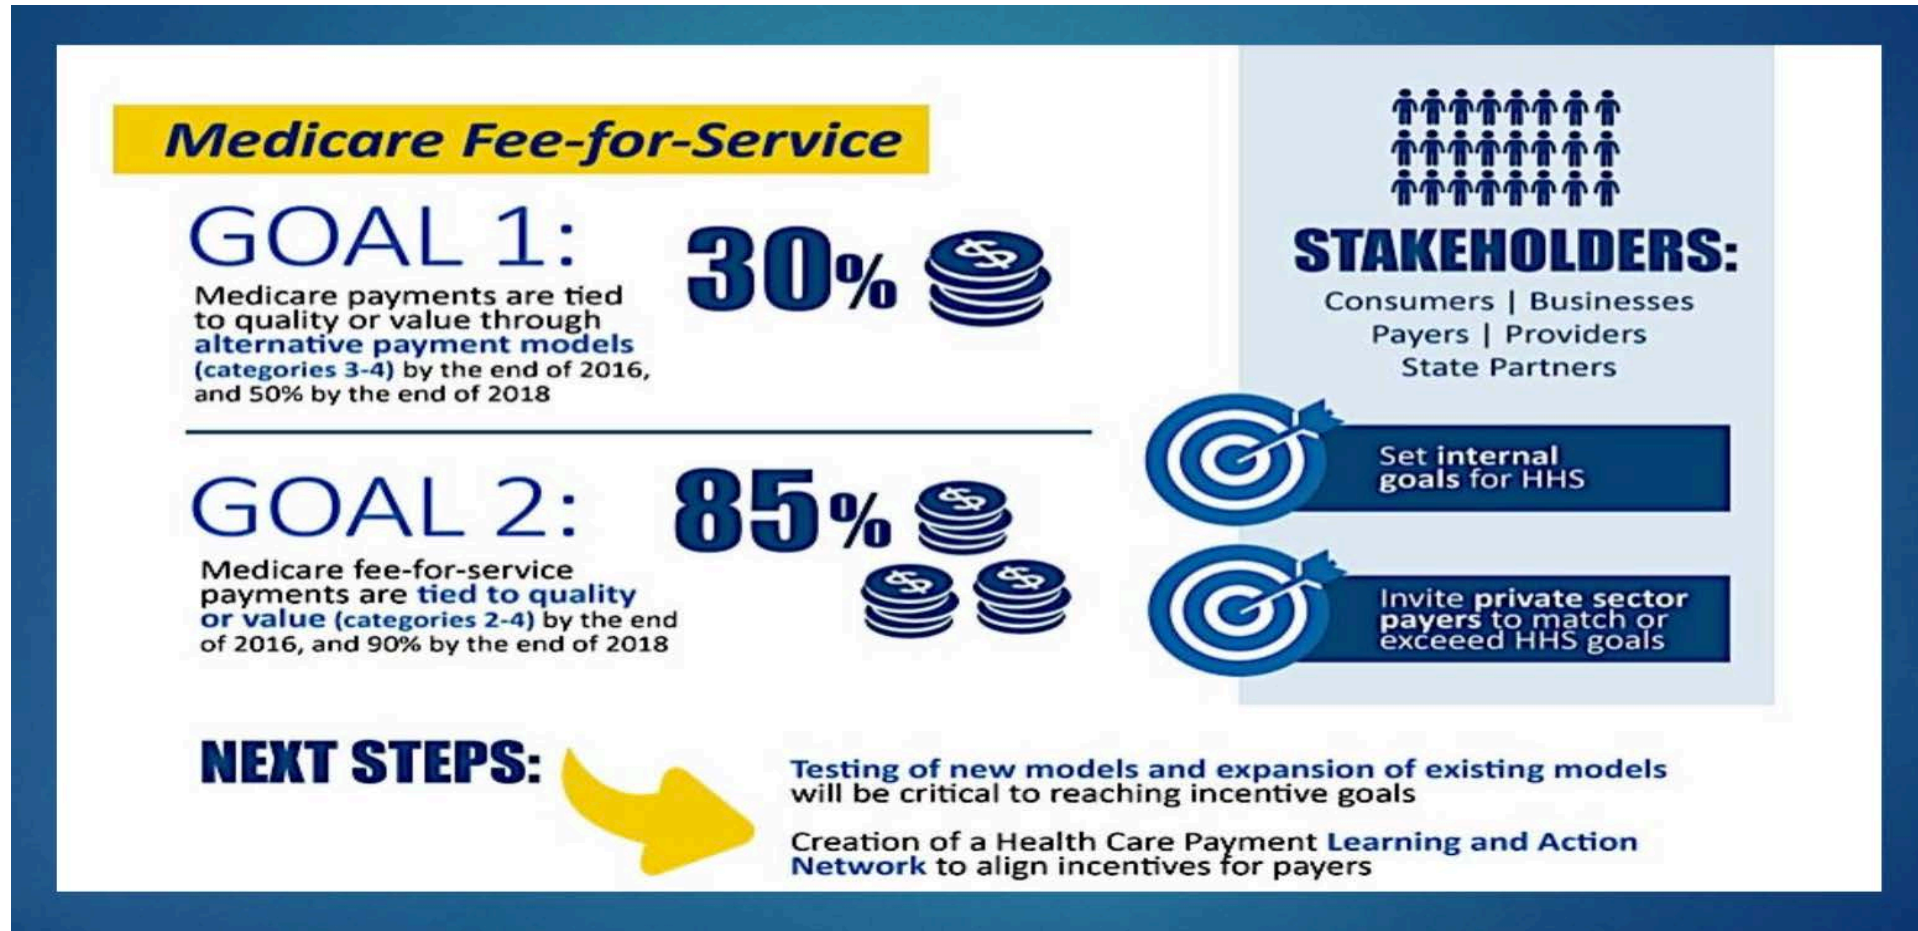 Medicare Fee-for-Service
GOAL 1:
Medicare payments are tied
to quality or value through
alternative payment models
(categories 3-4) by the end of 2016,
and 50% by the end of 2018
30%
GOAL 2:
Medicare fee-for-service
payments are tied to quality
or value (categories 2-4) by the end
of 2016, and 90% by the end of 2018
85%
STAKEHOLDERS:
Consumers | Businesses
Payers | Providers
State Partners
Set internal
goals for HHS
Invite private sector
payers to match or
exceeed HHS goals
NEXT STEPS:
Testing of new models and expansion of existing models
will be critical to reaching incentive goals
Creation of a Health Care Payment Learning and Action
Network to align incentives for payers